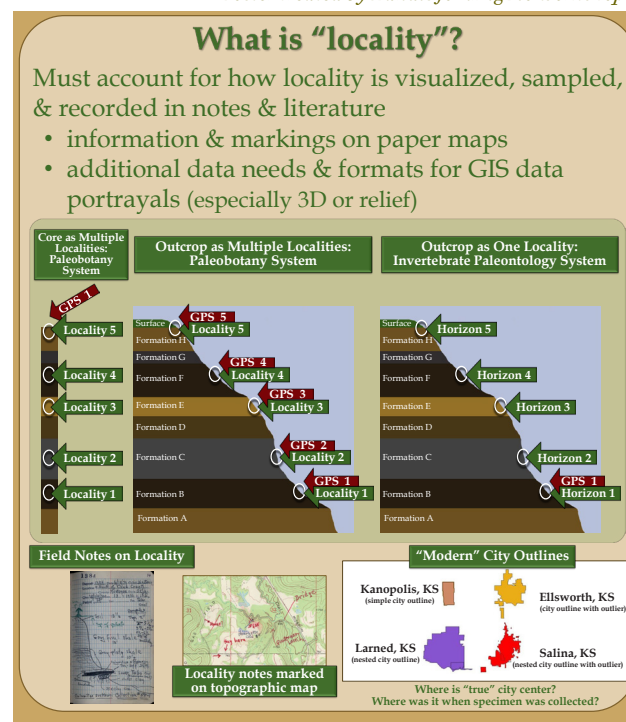 What is “locality”?
Must account for how locality is visualized, sampled,
& recorded in notes & literature
• information & markings on paper maps
• additional data needs & formats for GIS data
portrayals (especially 3D or relief)
Core as Multiple
Localities:
Paleobotany
System
GPS 1
Locality 5
Locality 4
Locality 3
Locality 2
Locality 1
Outcrop as Multiple Localities:
Paleobotany System
Surface
Formation H
Formation G
Formation F
Formation E
Formation D
Formation C
Formation B
Formation A
GPS 5
Locality 5
GPS 4
Locality 4
GPS 3
Locality 3
GPS 2
Locality 2
GPS 1
Locality 1
Outcrop as One Locality:
Invertebrate Paleontology System
Surface
Formation H
Formation G
Formation F
Formation E
Formation D
Formation C
Formation B
Formation A
Horizon 5
Horizon 4
Horizon 3
Horizon 2
GPS 1
Horizon 1
Field Notes on Locality
Locality notes marked
on topographic map
“Modern” City Outlines
Kanopolis, KS
(simple city outline)
Ellsworth, KS
(city outline with outlier)
Larned, KS
(nested city outline)
Salina, KS
(nested city outline with outlier)
Where is “true” city center?
Where was it when specimen was collected?